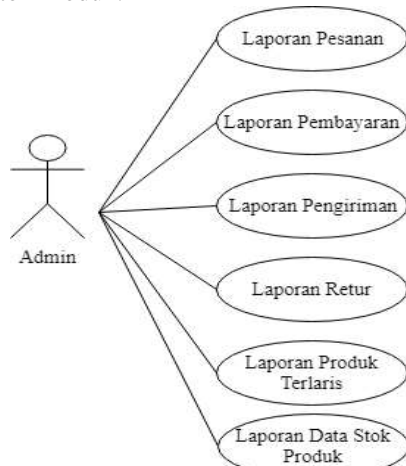 Laporan Pesanan
Laporan Pembayaran
Laporan Pengiriman
Admin
Laporan Retur
Laporan Produk
Terlaris
Laporan Data Stok
Produk